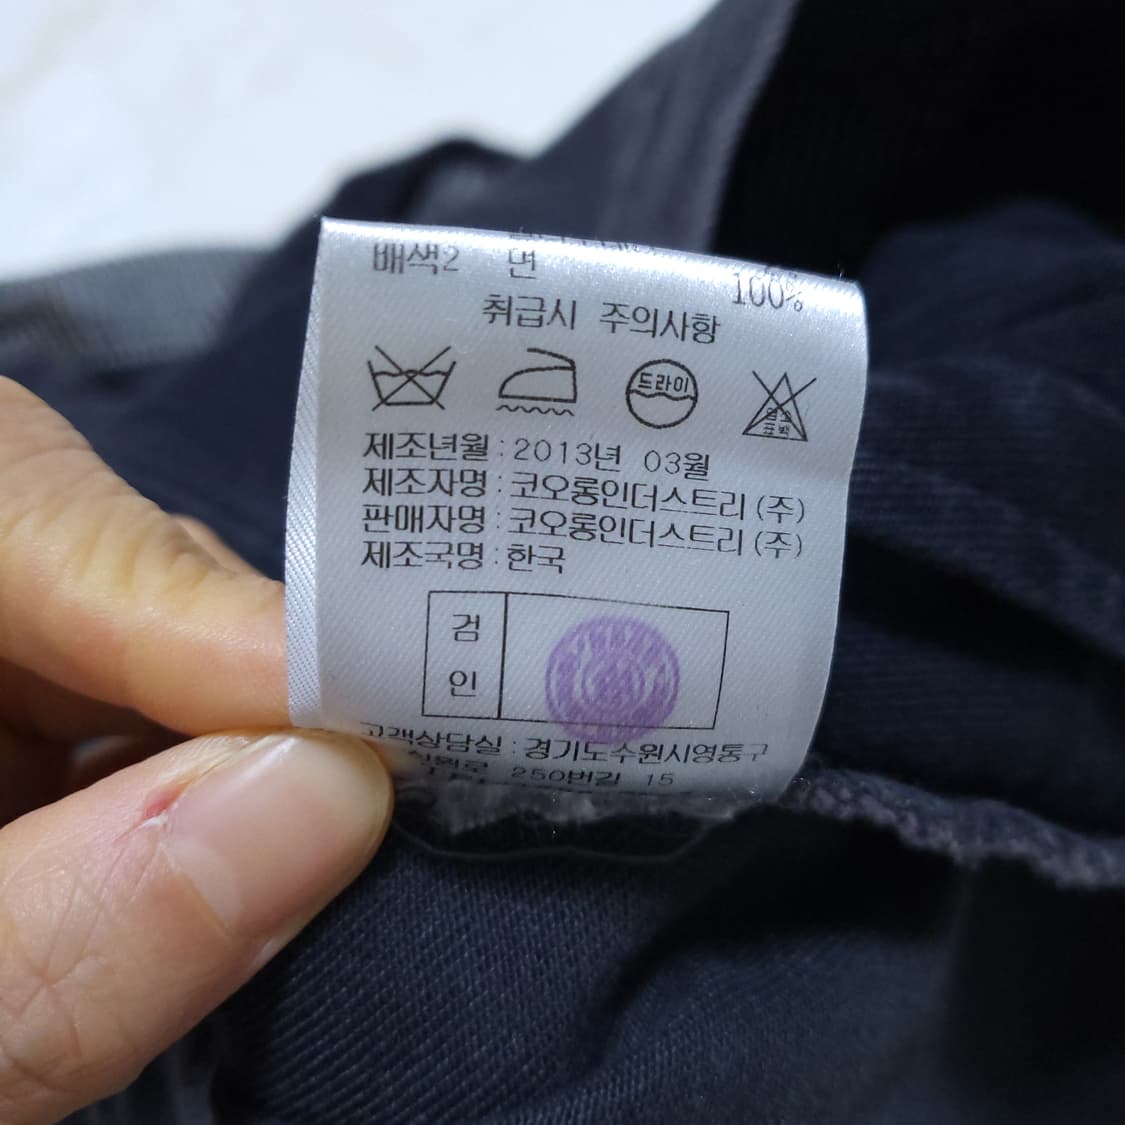 배색2 면 100%
취급시 주의사항
드라이
염소
표백
제조년월 : 2013년 03월
제조자명 : 코오롱인더스트리 (주)
판매자명 : 코오롱인더스트리 (주)
제조국명 : 한국
검
인
고객상담실 : 경기도수원시영통구
250번길 15